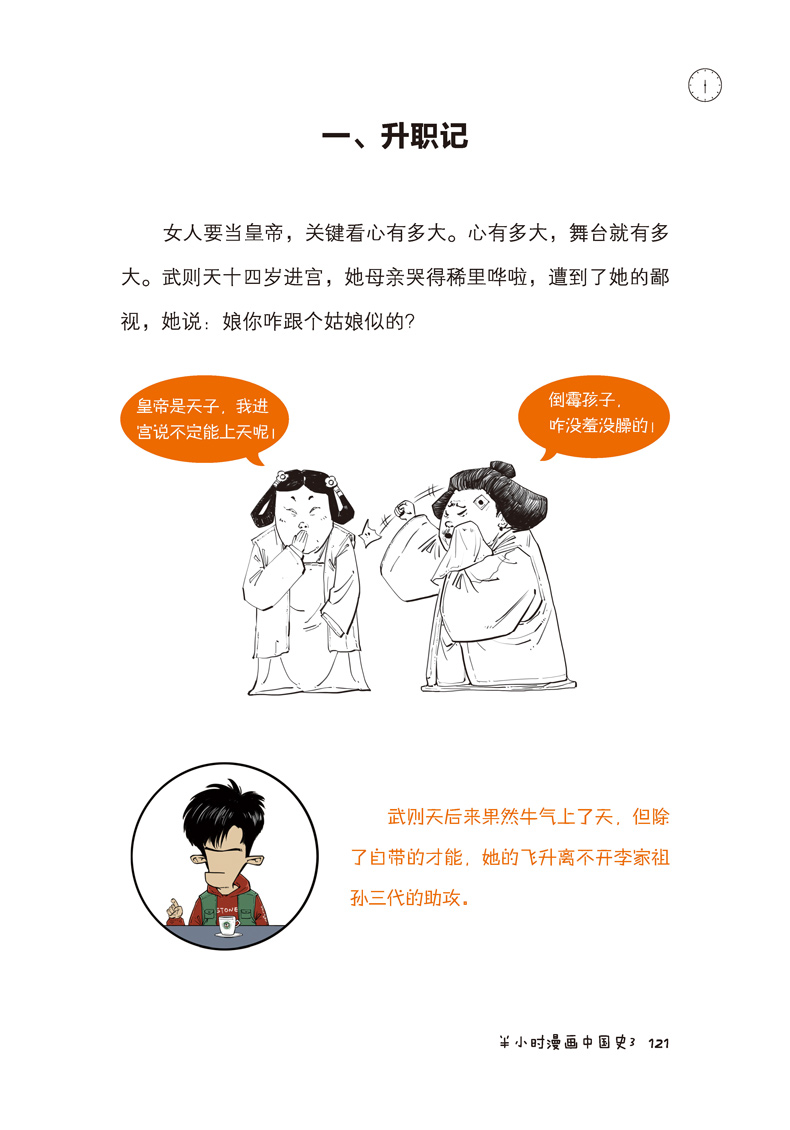 一、升职记
女人要当皇帝，关键看心有多大。心有多大，舞台就有多
大。武则天十四岁进宫，她母亲哭得稀里哗啦，遭到了她的鄙
视，她说：娘你咋跟个姑娘似的？
皇帝是天子，我进
宫说不定能上天呢！
倒霉孩子，
咋没羞没臊的！
武则天后来果然牛气上了天，但除
了自带的才能，她的飞升离不开李家祖
孙三代的助攻。
STONE
半小时漫画中国史3 121